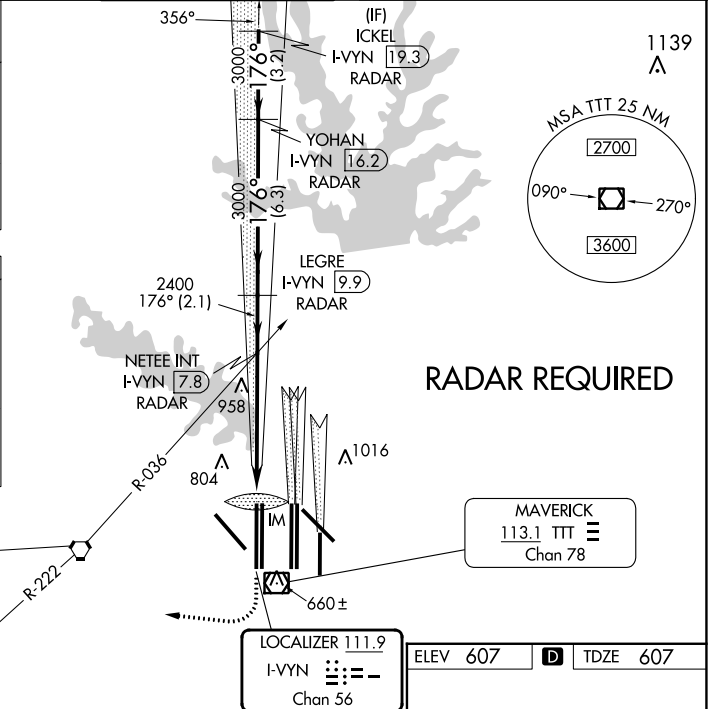 356°
(IF)
ICKEL
I-VYN 19.3
RADAR
3000
176°
(3.2)
1139
YOHAN
I-VYN 16.2
RADAR
MSA TTT 25 NM
2700
090°
270°
3600
3000
176°
(6.3)
LEGRE
I-VYN 9.9
RADAR
2400
176° (2.1)
NETEE INT
I-VYN 7.8
RADAR
958
RADAR REQUIRED
804
1016
R-036
IM
MAVERICK
113.1 TTT
Chan 78
R-222
660±
LOCALIZER 111.9
I-VYN
Chan 56
ELEV 607
D
TDZE 607